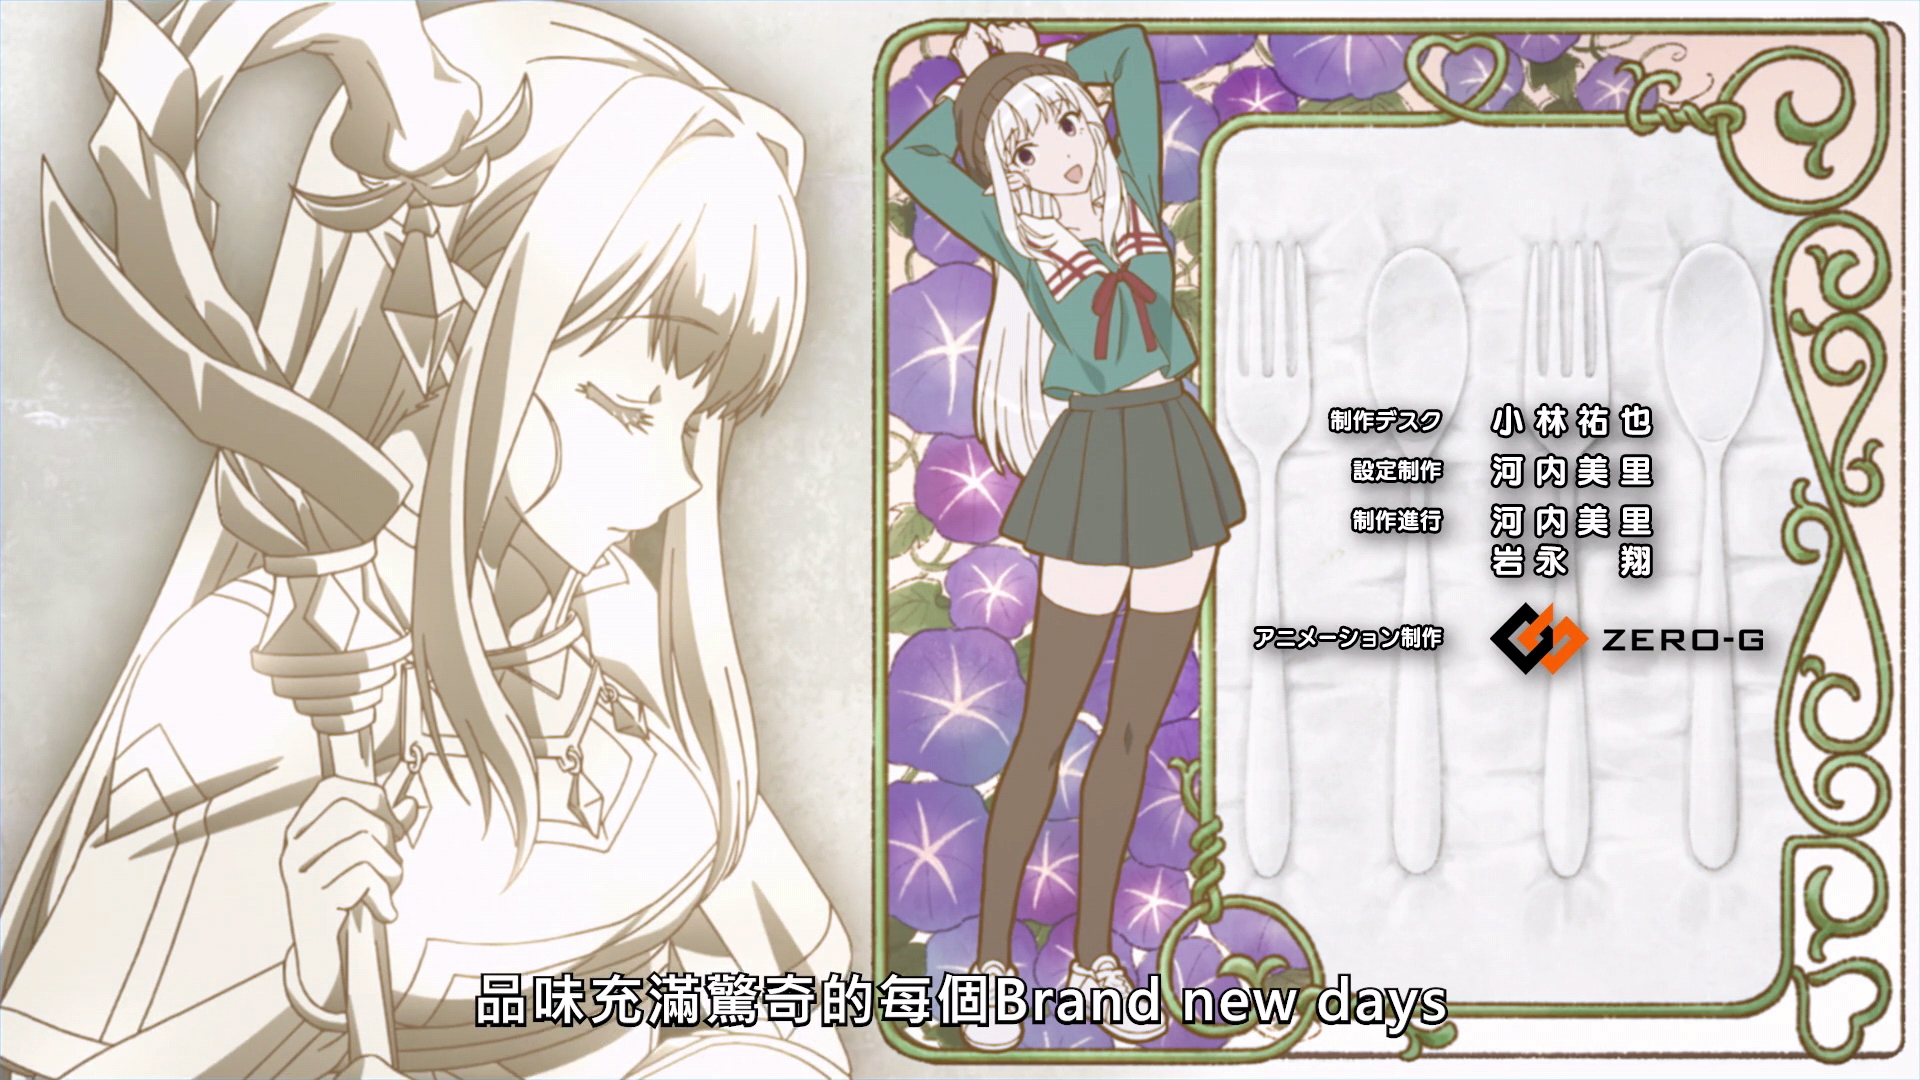 制作デスク 小林祐也
設定制作 河内美里
制作進行 河内美里
岩永 翔
アニメーション制作 ZERO-G
品味充滿驚奇的每個Brand new days